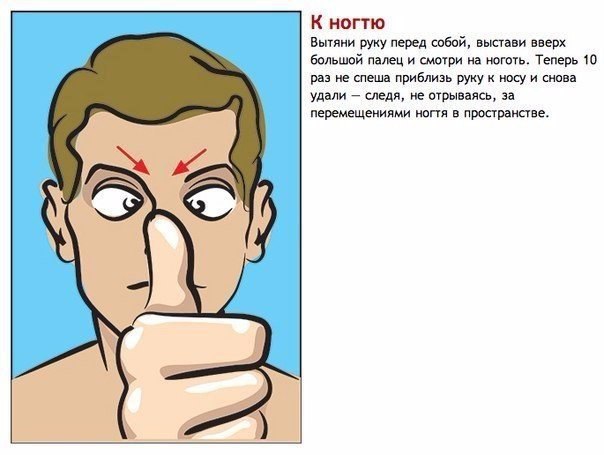 К ногтю
Вытяни руку перед собой, выстави вверх
большой палец и смотри на ноготь. Теперь 10
раз не спеша приблизь руку к носу и снова
удали — следя, не отрываясь, за
перемещениями ногтя в пространстве.